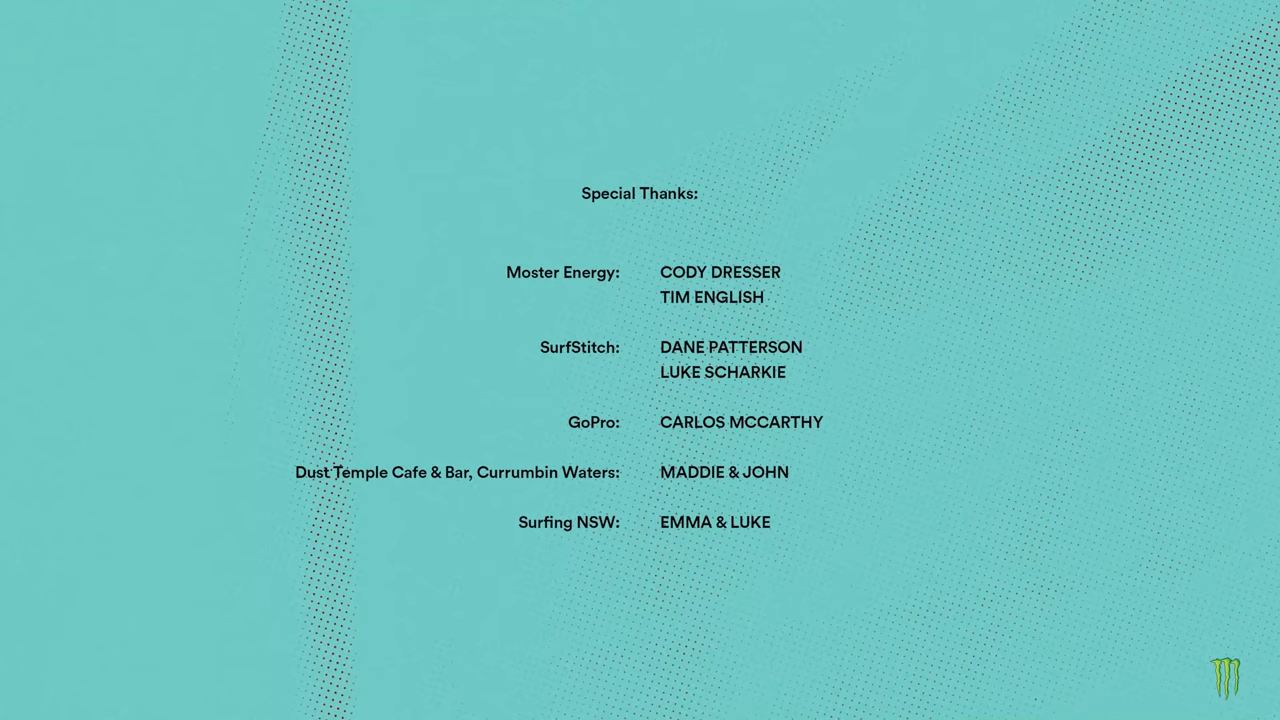 Special Thanks:
Moster Energy: CODY DRESSER
TIM ENGLISH
SurfStitch: DANE PATTERSON
LUKE SCHARKIE
GoPro: CARLOS MCCARTHY
Dust Temple Cafe & Bar, Currumbin Waters: MADDIE & JOHN
Surfing NSW: EMMA & LUKE